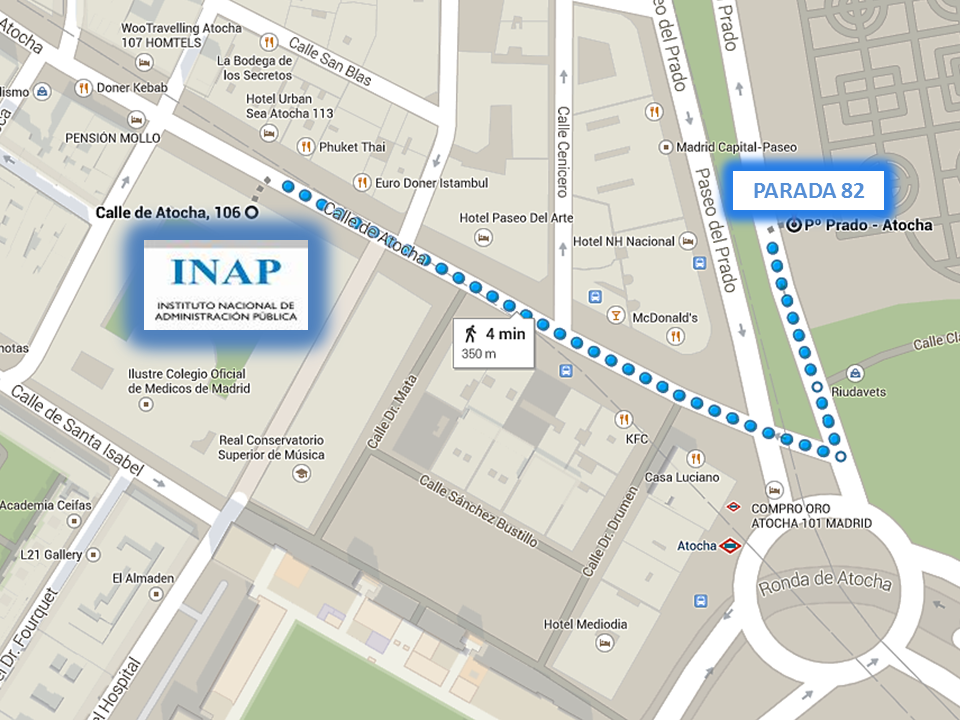 Atocha
WooTravelling Atocha
107 HOMTELS
La Bodega de
los Secretos
Calle San Blas
lismo
Doner Kebab
Hotel Urban
Sea Atocha 113
PENSIÓN MOLLO
Phuket Thai
Euro Doner Istambul
Calle de Atocha, 106
Calle de Atocha
INAP
INSTITUTO NACIONAL DE
ADMINISTRACIÓN PÚBLICA
Calle Cenicero
Hotel Paseo Del Arte
Hotel NH Nacional
Paseo del Prado
Prado
Madrid Capital-Paseo
Paseo del Prado
PARADA 82
Pº Prado - Atocha
McDonald's
4 min
350 m
notas
Ilustre Colegio Oficial
de Medicos de Madrid
Calle Dr. Mata
Calle Cla
Riudavets
Calle de Santa Isabel
Real Conservatorio
Superior de Música
KFC
Casa Luciano
Calle Sánchez Bustillo
Calle Dr. Drumen
Academia Ceifas
COMPRO ORO
ATOCHA 101 MADRID
L21 Gallery
Atocha
El Almaden
Ronda de Atocha
Hotel Mediodia
el Dr. Fourquet
el Hospital